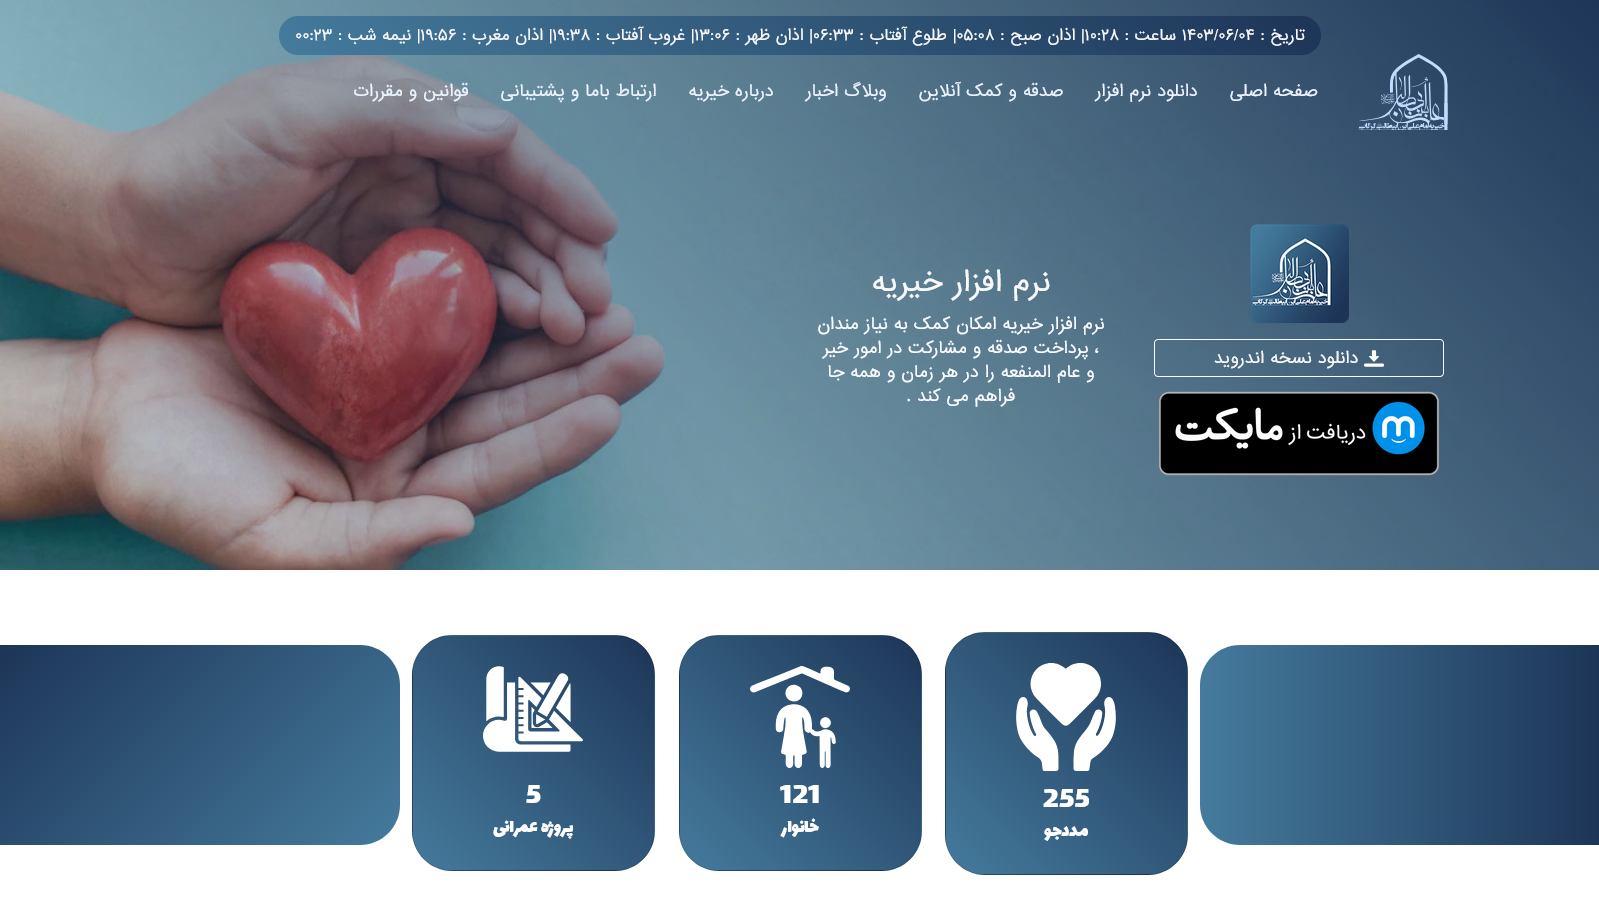 تاریخ : ۱۴۰۳/۰۶/۰۴ ساعت : ۱۰:۲۸| اذان صبح : ۰۵:۰۸| طلوع آفتاب : ۰۶:۳۳| اذان ظهر : ۱۳:۰۶| غروب آفتاب : ۱۹:۳۸| اذان مغرب : ۱۹:۵۶| نیمه شب : ۰۰:۲۳
صفحه اصلی دانلود نرم افزار صدقه و کمک آنلاین وبلاگ اخبار درباره خیریه ارتباط باما و پشتیبانی قوانین و مقررات
دانلود نسخه اندروید
دریافت از مایکت
نرم افزار خیریه
نرم افزار خیریه امکان کمک به نیاز مندان
، پرداخت صدقه و مشارکت در امور خیر
و عام المنفعه را در هر زمان و همه جا
فراهم می کند .
255
مددجو
121
خانوار
5
پروژه عمرانی